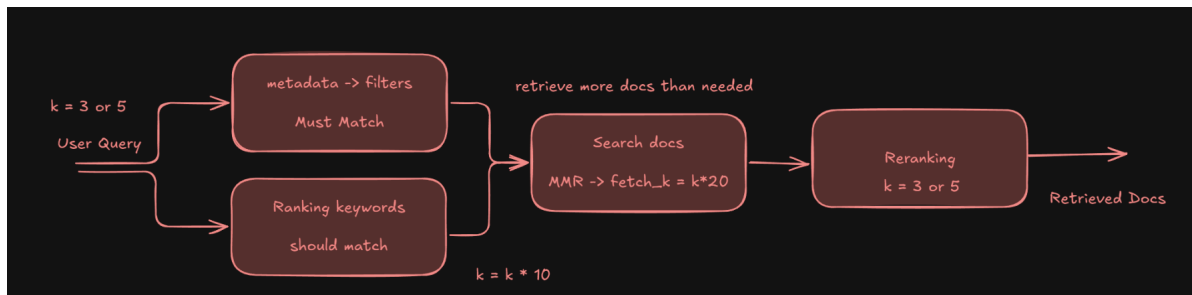 k = 3 or 5
User Query
metadata -> filters
Must Match
Ranking keywords
should match
k = k * 10
retrieve more docs than needed
Search docs
MMR -> fetch_k = k*20
Reranking
k = 3 or 5
Retrieved Docs